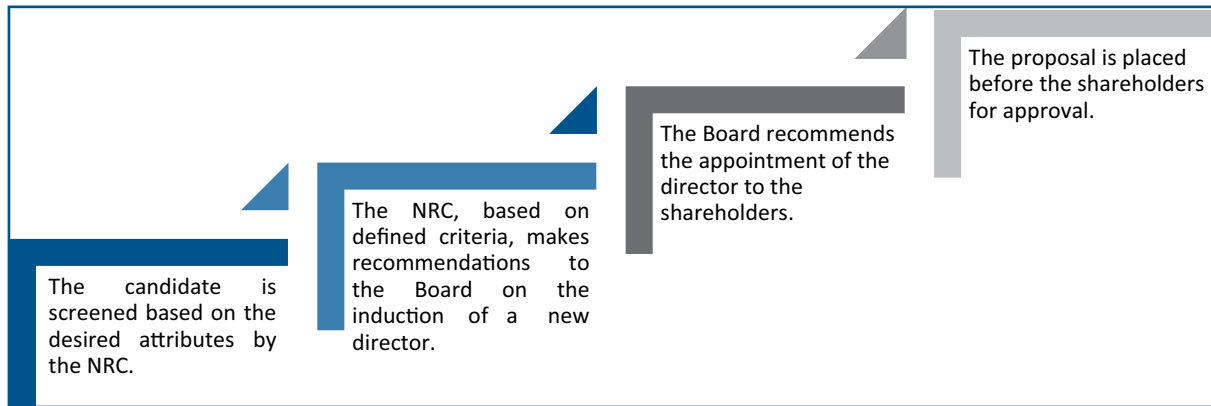 The candidate is
screened based on the
desired attributes by
the NRC.
The NRC, based on
defined criteria, makes
recommendations to
the Board on the
induction of a new
director.
The Board recommends
the appointment of the
director to the
shareholders.
The proposal is placed
before the shareholders
for approval.